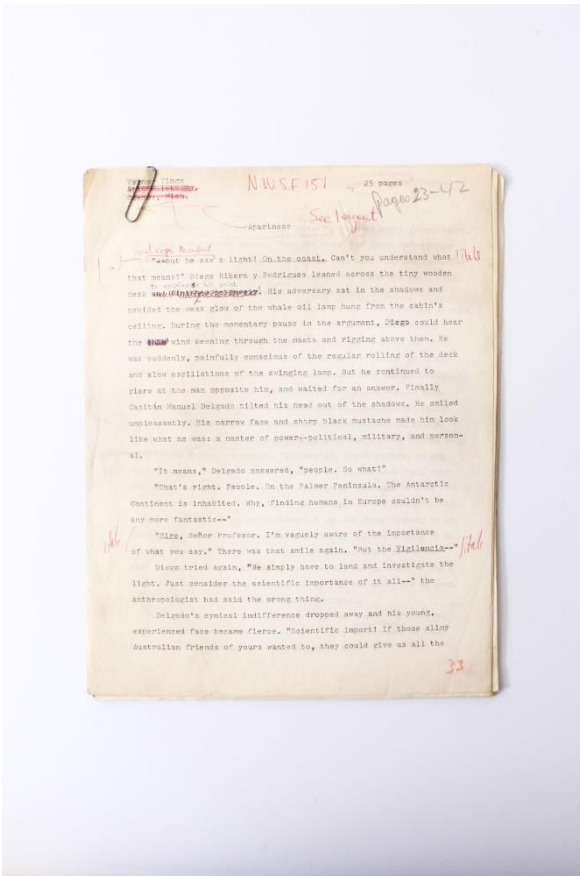 Vernor Vinge
NWSF151
25 pages
pages 23-42
See layout
Apartness
"—but he saw a light! On the coast. Can't you understand what
itals
that means?" Diego Ribera y Rodrigues leaned across the tiny wooden
to emphasize his point
desk. His adversary sat in the shadows and
avoided the weak glow of the whale oil lamp hung from the cabin's
ceiling. During the momentary pause in the argument, Diego could hear
the wind keening through the masts and rigging above them. He
was suddenly, painfully conscious of the regular rolling of the deck
and slow oscillations of the swinging lamp. But he continued to
glare at the man opposite him, and waited for an answer. Finally
Capitán Manuel Delgado tilted his head out of the shadows. He smiled
unpleasantly. His narrow face and sharp black mustache made him look
like what he was: a master of power--political, military, and person-
al.
"It means," Delgado answered, "people. So what?"
"That's right. People. On the Palmer Peninsula. The Antarctic
Continent is inhabited. Why, finding humans in Europe couldn't be
any more fantastic--"
itals
"Mire, Señor Profesor. I'm vaguely aware of the importance
of what you say." There was that smile again. "But the Vigilancia--"
itals
Diego tried again, "We simply have to land and investigate the
light. Just consider the scientific importance of it all--" the
anthropologist had said the wrong thing.
Delgado's cynical indifference dropped away and his young,
experienced face became fierce. "Scientific import! If those slimy
Australian friends of yours wanted to, they could give us all the
33